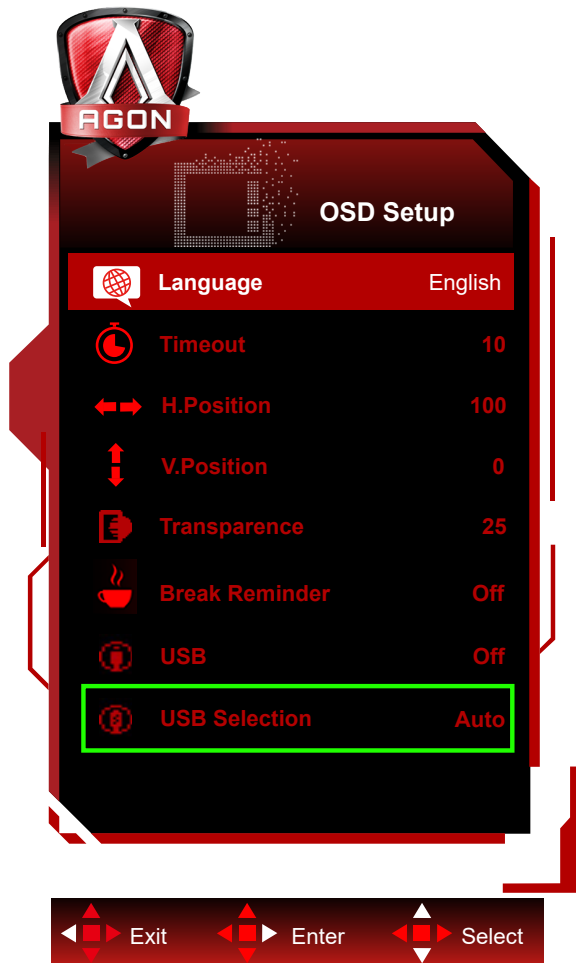 AGON
OSD Setup
Language English
Timeout 10
H.Position 100
V.Position 0
Transparence 25
Break Reminder Off
USB Off
USB Selection Auto
Exit Enter Select